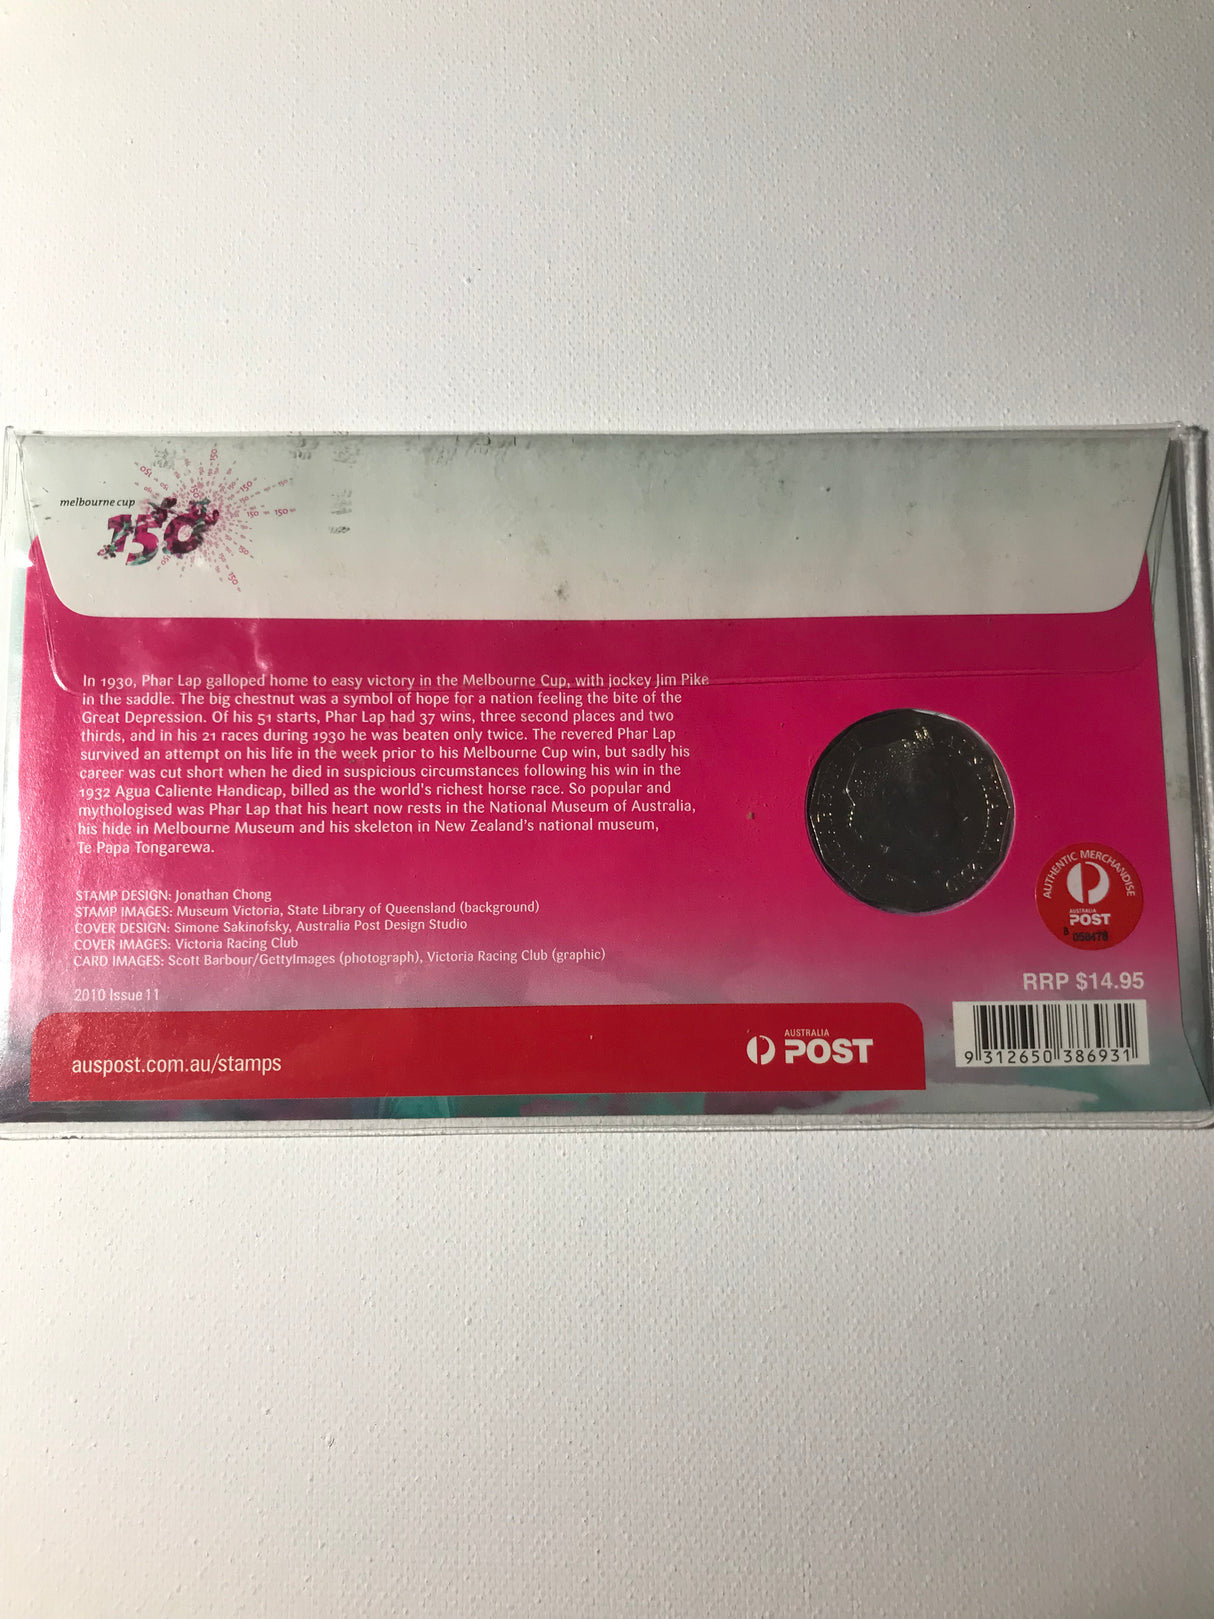 melbourne cup
150
In 1930, Phar Lap galloped home to easy victory in the Melbourne Cup, with jockey Jim Pike
in the saddle. The big chestnut was a symbol of hope for a nation feeling the bite of the
Great Depression. Of his 51 starts, Phar Lap had 37 wins, three second places and two
thirds, and in his 21 races during 1930 he was beaten only twice. The revered Phar Lap
survived an attempt on his life in the week prior to his Melbourne Cup win, but sadly his
career was cut short when he died in suspicious circumstances following his win in the
1932 Agua Caliente Handicap, billed as the world's richest horse race. So popular and
mythologised was Phar Lap that his heart now rests in the National Museum of Australia,
his hide in Melbourne Museum and his skeleton in New Zealand's national museum,
Te Papa Tongarewa.
STAMP DESIGN: Jonathan Chong
STAMP IMAGES: Museum Victoria, State Library of Queensland (background)
COVER DESIGN: Simone Sakinofsky, Australia Post Design Studio
COVER IMAGES: Victoria Racing Club
CARD IMAGES: Scott Barbour/GettyImages (photograph), Victoria Racing Club (graphic)
2010 Issue 11
auspost.com.au/stamps
AUSTRALIA
POST
ELIZABETH II AUSTRALIA
AUTHENTIC MERCHANDISE
AUSTRALIA
POST
RRP $14.95
9 312650 386931